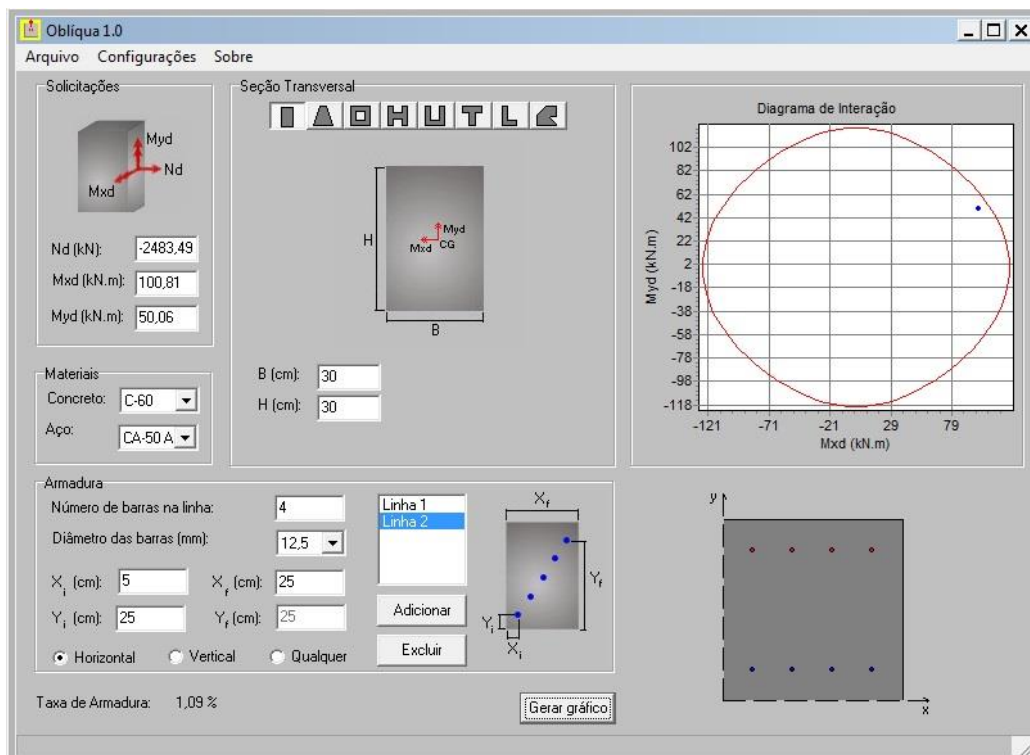 Oblíqua 1.0
Arquivo Configurações Sobre
Solicitações
Myd
Nd
Mxd
Nd (kN): -2483,49
Mxd (kN.m): 100,81
Myd (kN.m): 50,06
Materiais
Concreto: C-60
Aço: CA-50 A
Seção Transversal
H
Myd
Mxd CG
B
B (cm): 30
H (cm): 30
Diagrama de Interação
Myd (kN.m)
102
82
62
42
22
2
-18
-38
-58
-78
-98
-118
-121 -71 -21 29 79
Mxd (kN.m)
Armadura
Número de barras na linha: 4
Diâmetro das barras (mm): 12,5
Xi (cm): 5 Xf (cm): 25
Yi (cm): 25 Yf (cm): 25
Horizontal Vertical Qualquer
Linha 1
Linha 2
Adicionar
Excluir
Xf
Yf
Yi
Xi
Taxa de Armadura: 1,09 %
Gerar gráfico
y
x